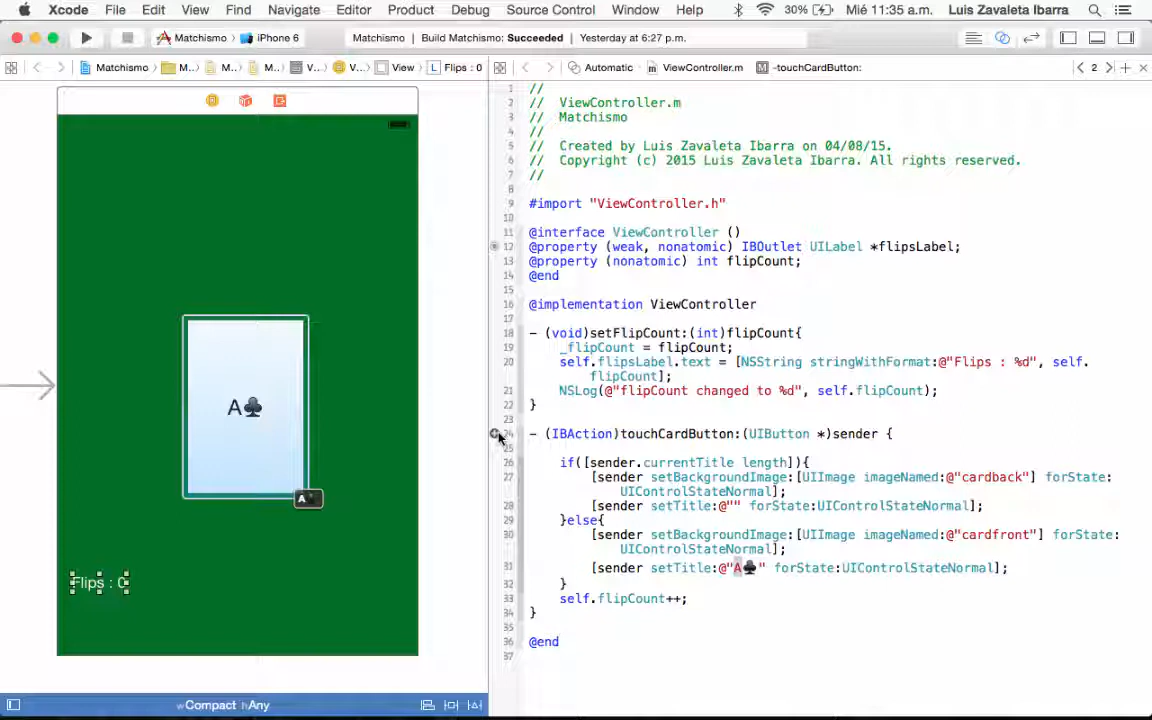 Xcode File Edit View Find Navigate Editor Product Debug Source Control Window Help 30% Mié 11:35 a.m. Luis Zavaleta Ibarra
Matchismo iPhone 6 Matchismo | Build Matchismo: Succeeded | Yesterday at 6:27 p.m.
Matchismo M... M... M... V... V... View L Flips : 0 Automatic ViewController.m M -touchCardButton: 2
1 //
2 // ViewController.m
3 // Matchismo
4 //
5 // Created by Luis Zavaleta Ibarra on 04/08/15.
6 // Copyright (c) 2015 Luis Zavaleta Ibarra. All rights reserved.
7 //
8
9 #import "ViewController.h"
10
11 @interface ViewController ()
12 @property (weak, nonatomic) IBOutlet UILabel *flipsLabel;
13 @property (nonatomic) int flipCount;
14 @end
15
16 @implementation ViewController
17
18 - (void)setFlipCount:(int)flipCount{
19 _flipCount = flipCount;
20 self.flipsLabel.text = [NSString stringWithFormat:@"Flips : %d", self.
flipCount];
21 NSLog(@"flipCount changed to %d", self.flipCount);
22 }
23
24 - (IBAction)touchCardButton:(UIButton *)sender {
25
26 if([sender.currentTitle length]){
27 [sender setBackgroundImage:[UIImage imageNamed:@"cardback"] forState:
UIControlStateNormal];
28 [sender setTitle:@"" forState:UIControlStateNormal];
29 }else{
30 [sender setBackgroundImage:[UIImage imageNamed:@"cardfront"] forState:
UIControlStateNormal];
31 [sender setTitle:@"A♣" forState:UIControlStateNormal];
32 }
33 self.flipCount++;
34 }
35
36 @end
37
A♣
A
Flips : 0
wCompact hAny